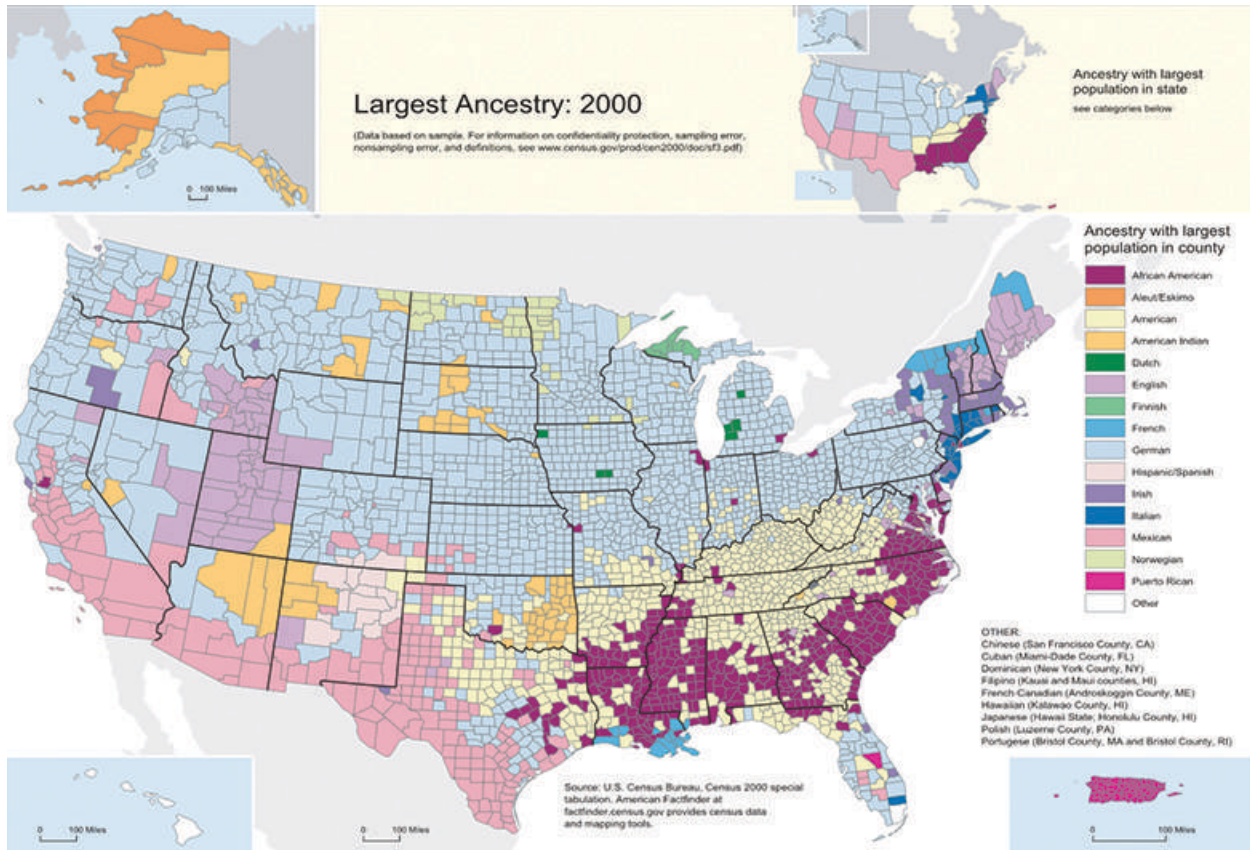 Largest Ancestry: 2000
(Data based on sample. For information on confidentiality protection, sampling error,
nonsampling error, and definitions, see www.census.gov/prod/cen2000/doc/sf3.pdf)
0 100 Miles
Ancestry with largest
population in state
see categories below
Ancestry with largest
population in county
African American
Aleut/Eskimo
American
American Indian
Dutch
English
Finnish
French
German
Hispanic/Spanish
Irish
Italian
Mexican
Norwegian
Puerto Rican
Other
OTHER:
Chinese (San Francisco County, CA)
Cuban (Miami-Dade County, FL)
Dominican (New York County, NY)
Filipino (Kauai and Maui counties, HI)
French Canadian (Androskoggin County, ME)
Hawaiian (Kalawao County, HI)
Japanese (Hawaii State; Honolulu County, HI)
Polish (Luzerne County, PA)
Portugese (Bristol County, MA and Bristol County, RI)
Source: U.S. Census Bureau, Census 2000 special
tabulation. American Factfinder at
factfinder.census.gov provides census data
and mapping tools.
0 100 Miles
0 100 Miles
0 100 Miles